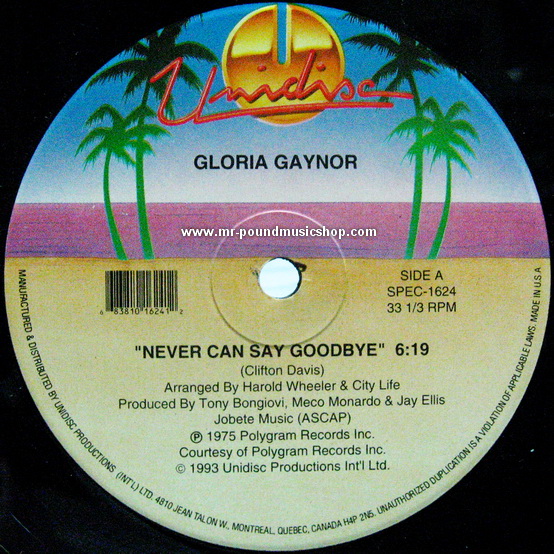 Unidisc
GLORIA GAYNOR
www.mr-poundmusicshop.com
6 83810 16241 2
SIDE A
SPEC-1624
33 1/3 RPM
"NEVER CAN SAY GOODBYE" 6:19
(Clifton Davis)
Arranged By Harold Wheeler & City Life
Produced By Tony Bongiovi, Meco Monardo & Jay Ellis
Jobete Music (ASCAP)
℗ 1975 Polygram Records Inc.
Courtesy of Polygram Records Inc.
© 1993 Unidisc Productions Int'l Ltd.
MANUFACTURED & DISTRIBUTED BY UNIDISC PRODUCTIONS (INT'L) LTD. 4810 JEAN TALON W., MONTREAL, QUEBEC, CANADA H4P 2N5. UNAUTHORIZED DUPLICATION IS A VIOLATION OF APPLICABLE LAWS. MADE IN U.S.A.